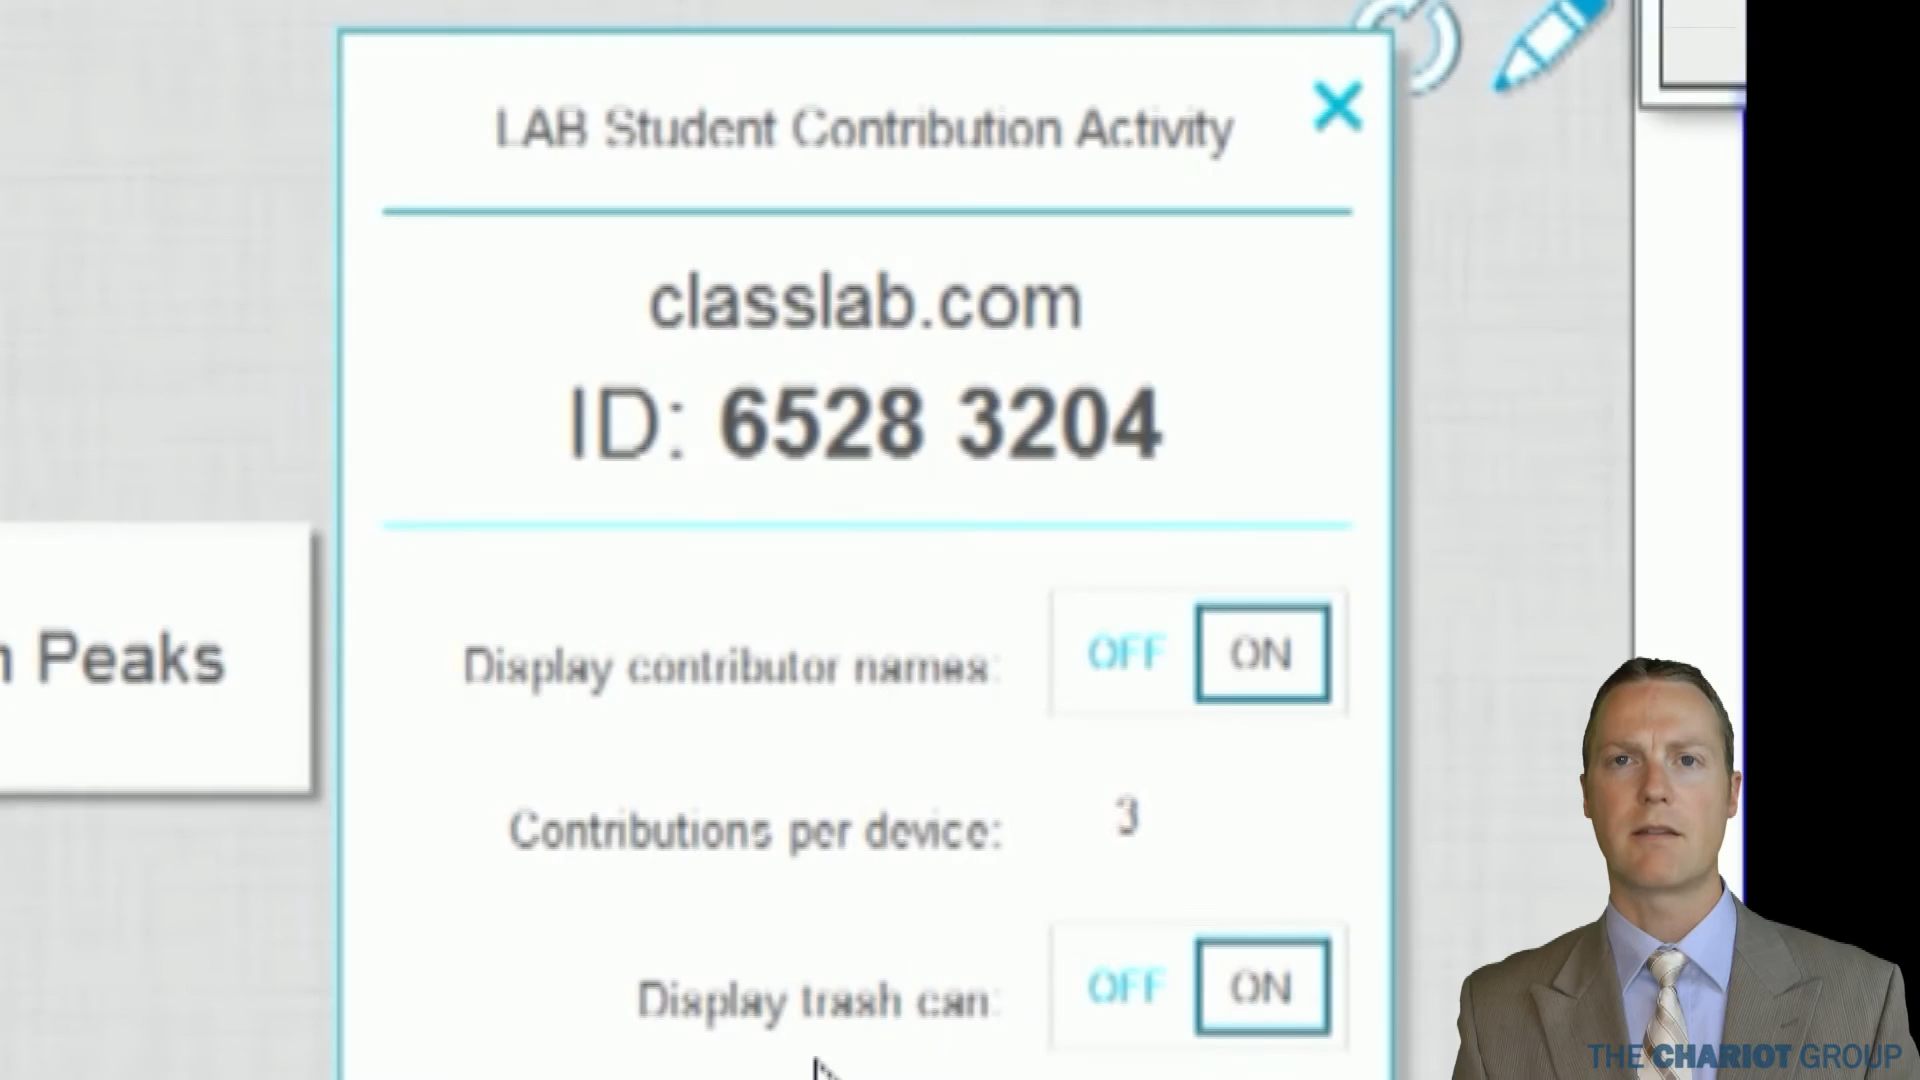 LAB Student Contribution Activity
classlab.com
ID: 6528 3204
Peaks
Display contributor names: OFF ON
Contributions per device: 3
Display trash can: OFF ON
THE CHARIOT GROUP